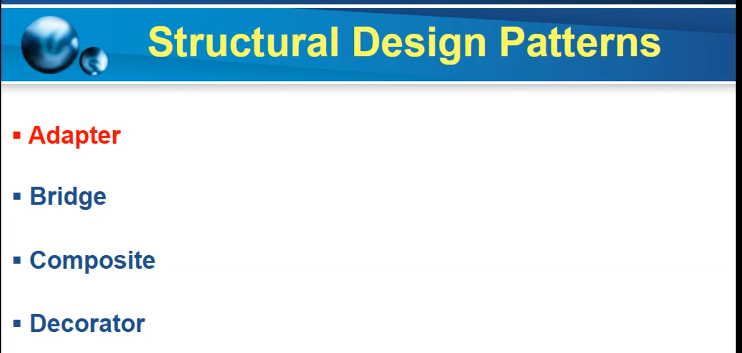 Structural Design Patterns
▪ Adapter
▪ Bridge
▪ Composite
▪ Decorator